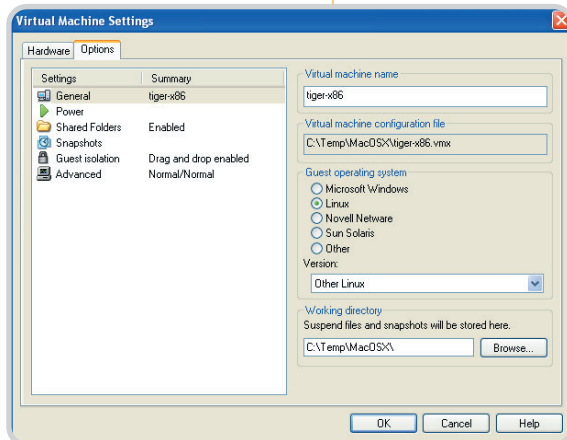 Virtual Machine Settings
Hardware Options
Settings Summary
General tiger-x86
Power
Shared Folders Enabled
Snapshots
Guest isolation Drag and drop enabled
Advanced Normal/Normal
Virtual machine name
tiger-x86
Virtual machine configuration file
C:\Temp\MacOSX\tiger-x86.vmx
Guest operating system
Microsoft Windows
Linux
Novell Netware
Sun Solaris
Other
Version:
Other Linux
Working directory
Suspend files and snapshots will be stored here.
C:\Temp\MacOSX\ Browse...
OK Cancel Help